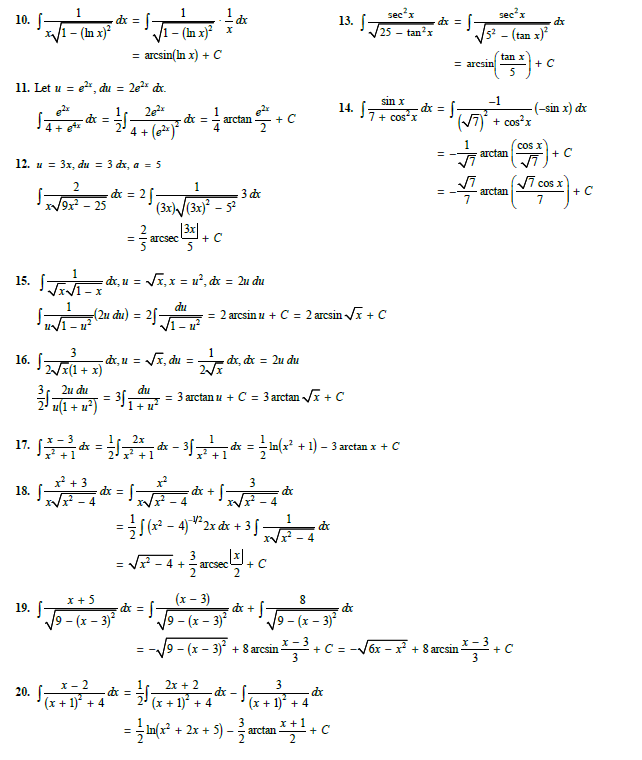 10. ∫ 1/(x√(1 − (ln x)²)) dx = ∫ 1/√(1 − (ln x)²) · 1/x dx
= arcsin(ln x) + C
11. Let u = e²ˣ, du = 2e²ˣ dx.
∫ e²ˣ/(4 + e⁴ˣ) dx = 1/2 ∫ 2e²ˣ/(4 + (e²ˣ)²) dx = 1/4 arctan e²ˣ/2 + C
12. u = 3x, du = 3 dx, a = 5
∫ 2/(x√(9x² − 25)) dx = 2∫ 1/((3x)√((3x)² − 5²)) 3 dx
= 2/5 arcsec |3x|/5 + C
13. ∫ sec²x/√(25 − tan²x) dx = ∫ sec²x/√(5² − (tan x)²) dx
= arcsin(tan x/5) + C
14. ∫ sin x/(7 + cos²x) dx = ∫ −1/((√7)² + cos²x) (−sin x) dx
= −1/√7 arctan(cos x/√7) + C
= −√7/7 arctan(√7 cos x/7) + C
15. ∫ 1/(√x√(1 − x)) dx, u = √x, x = u², dx = 2u du
∫ 1/(u√(1 − u²)) (2u du) = 2∫ du/√(1 − u²) = 2 arcsin u + C = 2 arcsin √x + C
16. ∫ 3/(2√x(1 + x)) dx, u = √x, du = 1/(2√x) dx, dx = 2u du
3/2 ∫ 2u du/(u(1 + u²)) = 3∫ du/(1 + u²) = 3 arctan u + C = 3 arctan √x + C
17. ∫ (x − 3)/(x² + 1) dx = 1/2 ∫ 2x/(x² + 1) dx − 3∫ 1/(x² + 1) dx = 1/2 ln(x² + 1) − 3 arctan x + C
18. ∫ (x² + 3)/(x√(x² − 4)) dx = ∫ x²/(x√(x² − 4)) dx + ∫ 3/(x√(x² − 4)) dx
= 1/2 ∫ (x² − 4)^(−1/2) 2x dx + 3 ∫ 1/(x√(x² − 4)) dx
= √(x² − 4) + 3/2 arcsec |x|/2 + C
19. ∫ (x + 5)/√(9 − (x − 3)²) dx = ∫ (x − 3)/√(9 − (x − 3)²) dx + ∫ 8/√(9 − (x − 3)²) dx
= −√(9 − (x − 3)²) + 8 arcsin (x − 3)/3 + C = −√(6x − x²) + 8 arcsin (x − 3)/3 + C
20. ∫ (x − 2)/((x + 1)² + 4) dx = 1/2 ∫ (2x + 2)/((x + 1)² + 4) dx − ∫ 3/((x + 1)² + 4) dx
= 1/2 ln(x² + 2x + 5) − 3/2 arctan (x + 1)/2 + C